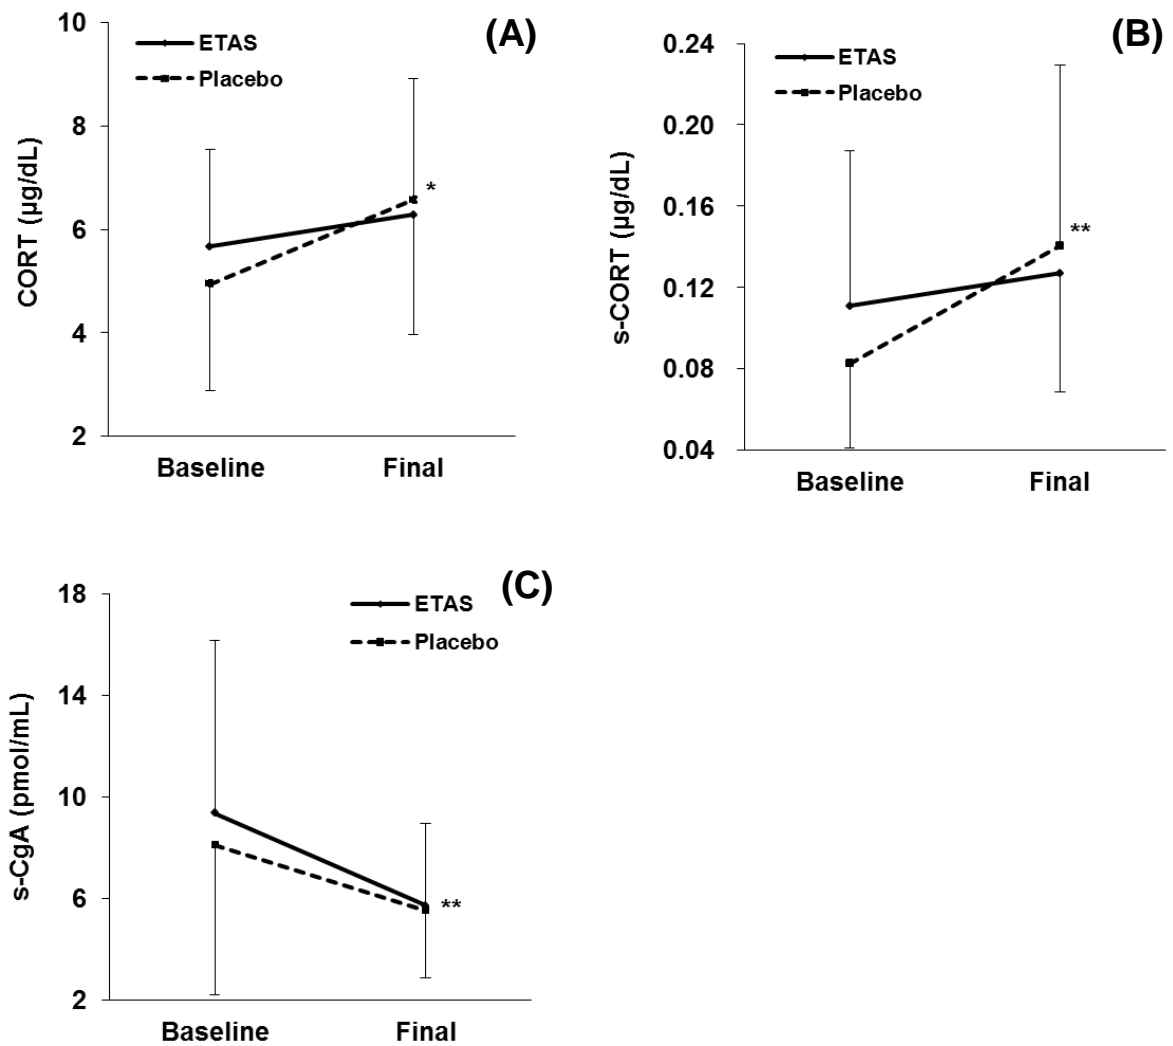 (A)
ETAS
Placebo
CORT (µg/dL)
10
8
6
4
2
*
Baseline Final
(B)
ETAS
Placebo
s-CORT (µg/dL)
0.24
0.20
0.16
0.12
0.08
0.04
**
Baseline Final
(C)
ETAS
Placebo
s-CgA (pmol/mL)
18
14
10
6
2
**
Baseline Final